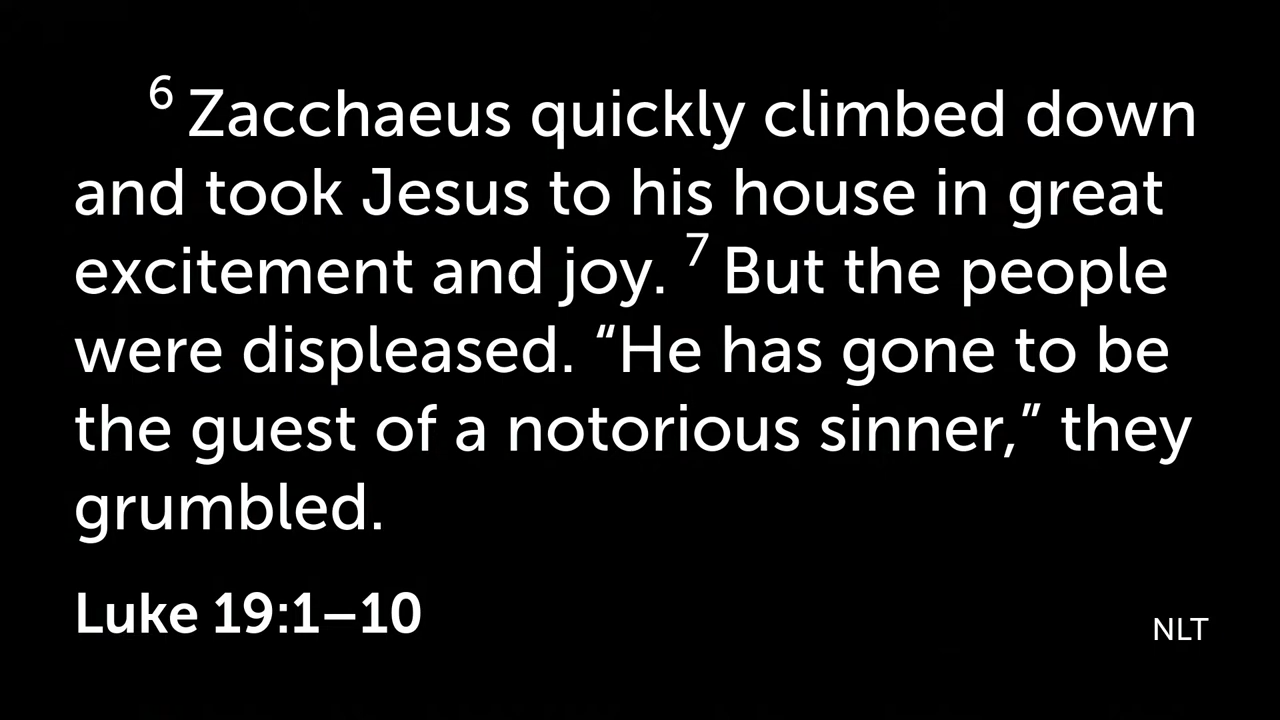 6 Zacchaeus quickly climbed down
and took Jesus to his house in great
excitement and joy. 7 But the people
were displeased. “He has gone to be
the guest of a notorious sinner,” they
grumbled.
Luke 19:1–10
NLT